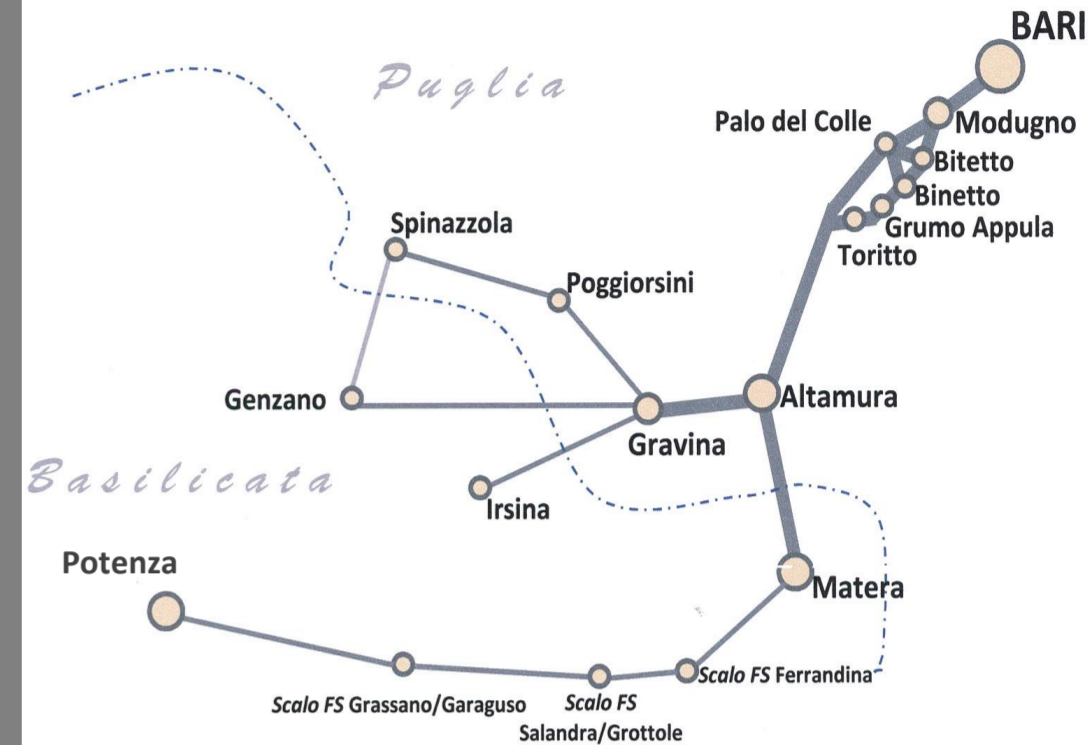 BARI
Puglia
Palo del Colle
Modugno
Bitetto
Binetto
Grumo Appula
Toritto
Spinazzola
Poggiorsini
Genzano
Altamura
Gravina
Basilicata
Irsina
Potenza
Matera
Scalo FS Ferrandina
Scalo FS Grassano/Garaguso
Scalo FS
Salandra/Grottole